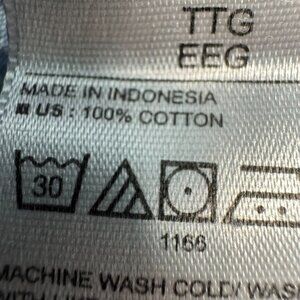 TTG
EEG
MADE IN INDONESIA
US : 100% COTTON
30
1166
MACHINE WASH COLD/ WAS